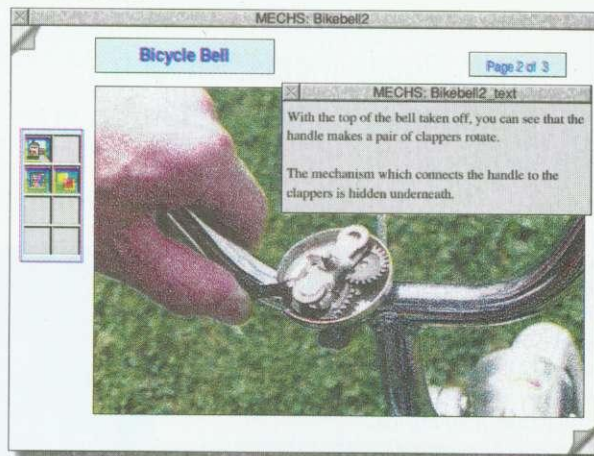 MECHS: Bikebell2
Bicycle Bell
Page 2 of 3
MECHS: Bikebell2_text
With the top of the bell taken off, you can see that the
handle makes a pair of clappers rotate.
The mechanism which connects the handle to the
clappers is hidden underneath.